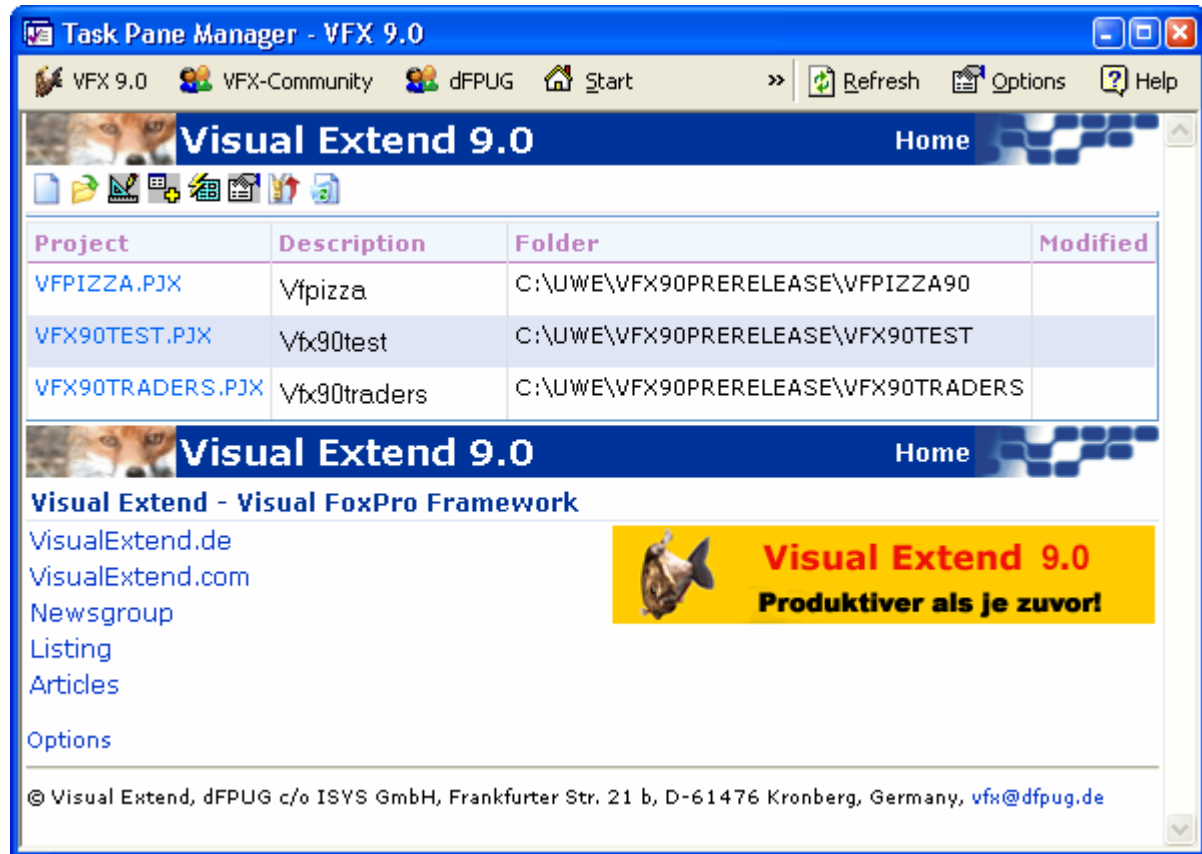 Task Pane Manager - VFX 9.0
VFX 9.0 VFX-Community dFPUG Start » Refresh Options Help
Visual Extend 9.0 Home
Project Description Folder Modified
VFPIZZA.PJX Vfpizza C:\UWE\VFX90PRERELEASE\VFPIZZA90
VFX90TEST.PJX Vfx90test C:\UWE\VFX90PRERELEASE\VFX90TEST
VFX90TRADERS.PJX Vfx90traders C:\UWE\VFX90PRERELEASE\VFX90TRADERS
Visual Extend 9.0 Home
Visual Extend - Visual FoxPro Framework
VisualExtend.de
VisualExtend.com
Newsgroup
Listing
Articles
Visual Extend 9.0
Produktiver als je zuvor!
Options
© Visual Extend, dFPUG c/o ISYS GmbH, Frankfurter Str. 21 b, D-61476 Kronberg, Germany, vfx@dfpug.de